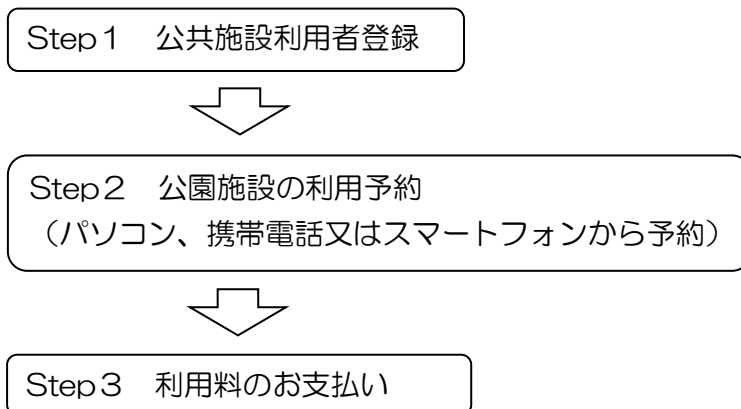 Step1　公共施設利用者登録
Step2　公園施設の利用予約
（パソコン、携帯電話又はスマートフォンから予約）
Step3　利用料のお支払い